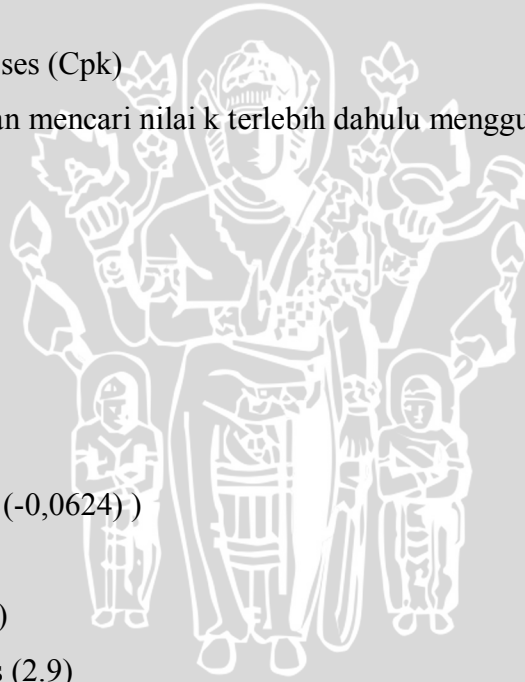 ses (Cpk)
an mencari nilai k terlebih dahulu menggu
(-0,0624) )
)
s (2.9)